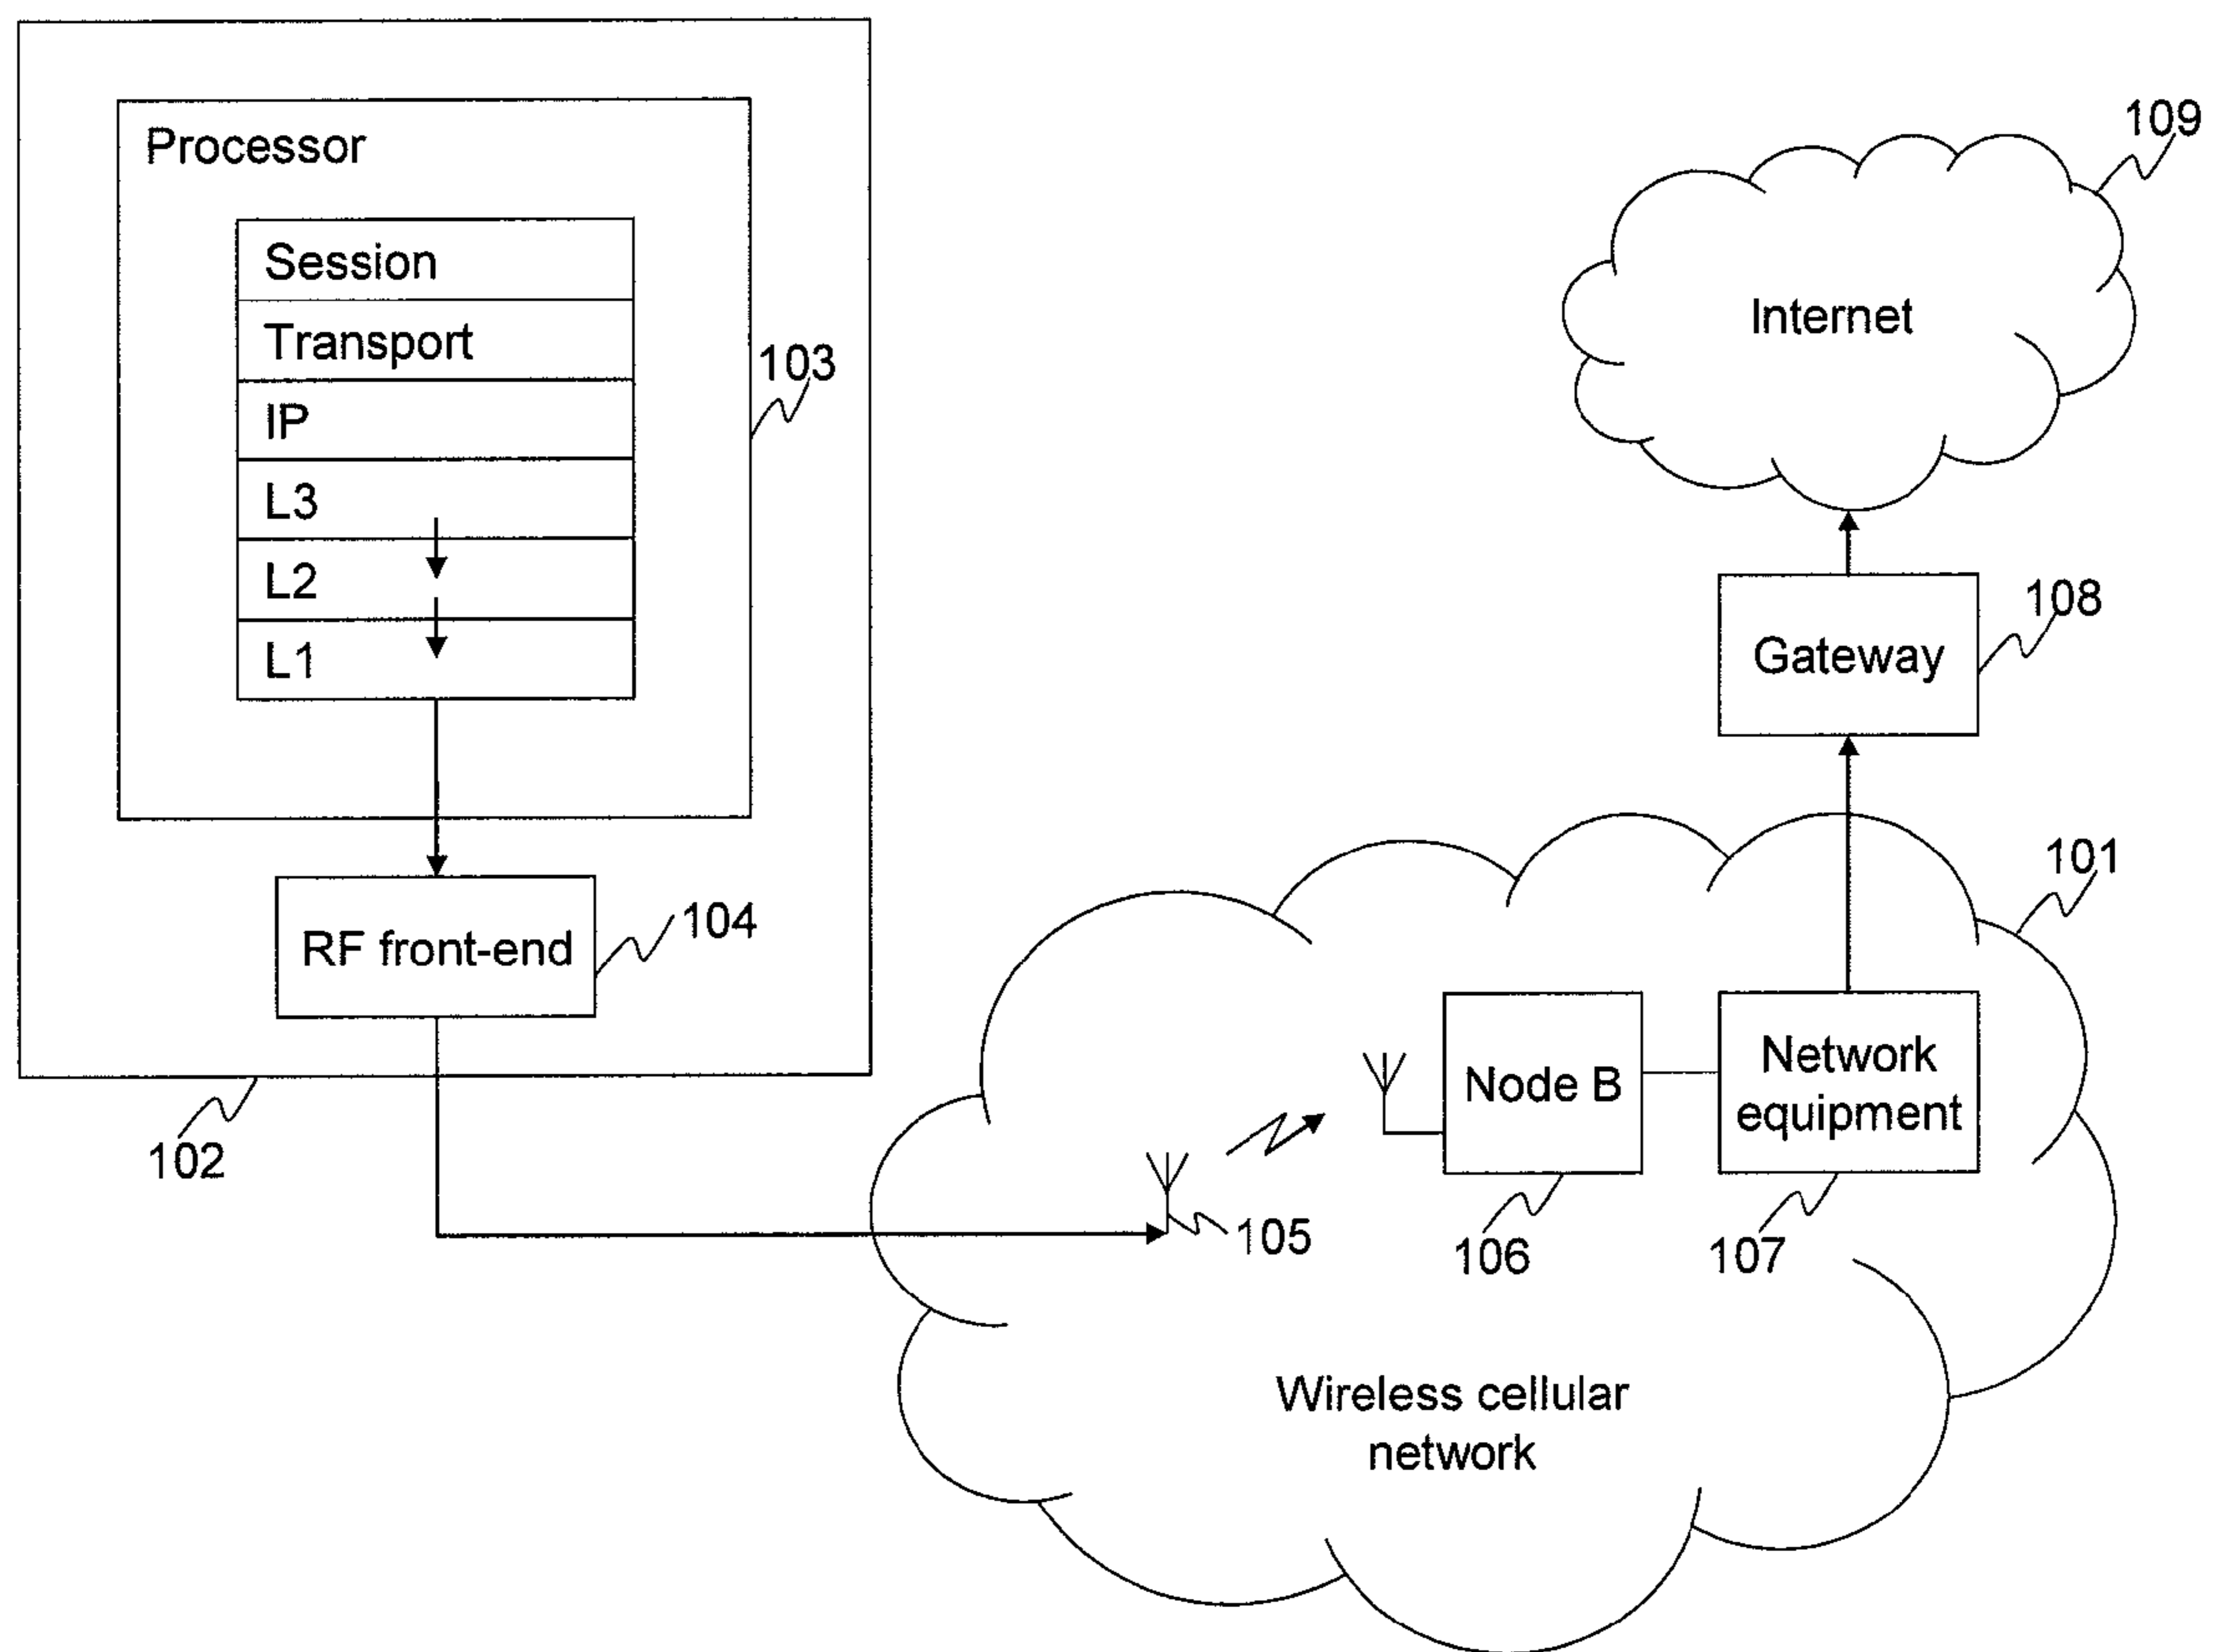 Processor
Session
Transport
IP
L3
L2
L1
103
RF front-end
104
102
109
Internet
108
Gateway
101
Node B
Network
equipment
105
106
107
Wireless cellular
network